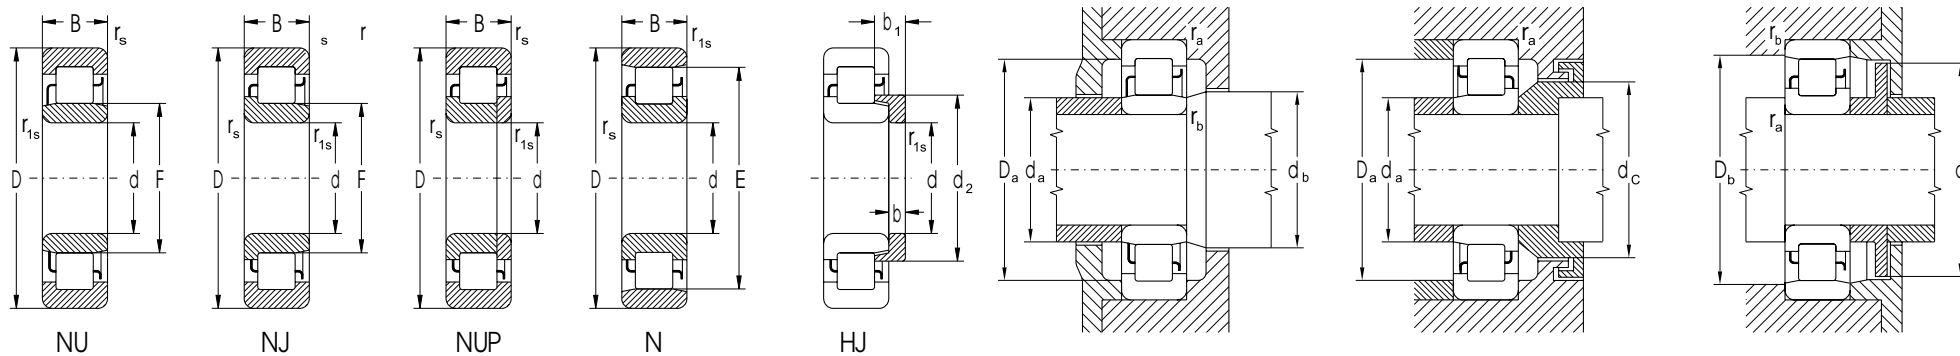 B r_s
r_1s
D d F
NU
B s r
r_s r_1s
D d F
NJ
B r_s
r_s r_1s
D d
NUP
B r_1s
r_s
D d E
N
b_1
r_1s
d d_2
b
HJ
r_a
r_b
D_a d_a d_b
r_a
D_a d_a d_c
r_b
r_a
D_b